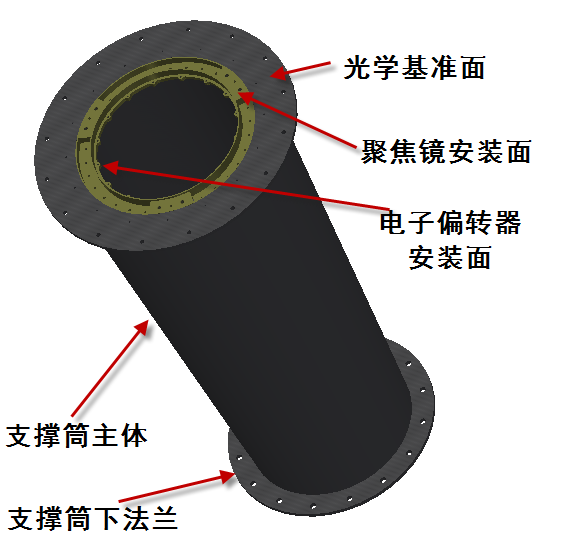 光学基准面
聚焦镜安装面
电子偏转器
安装面
支撑筒主体
支撑筒下法兰